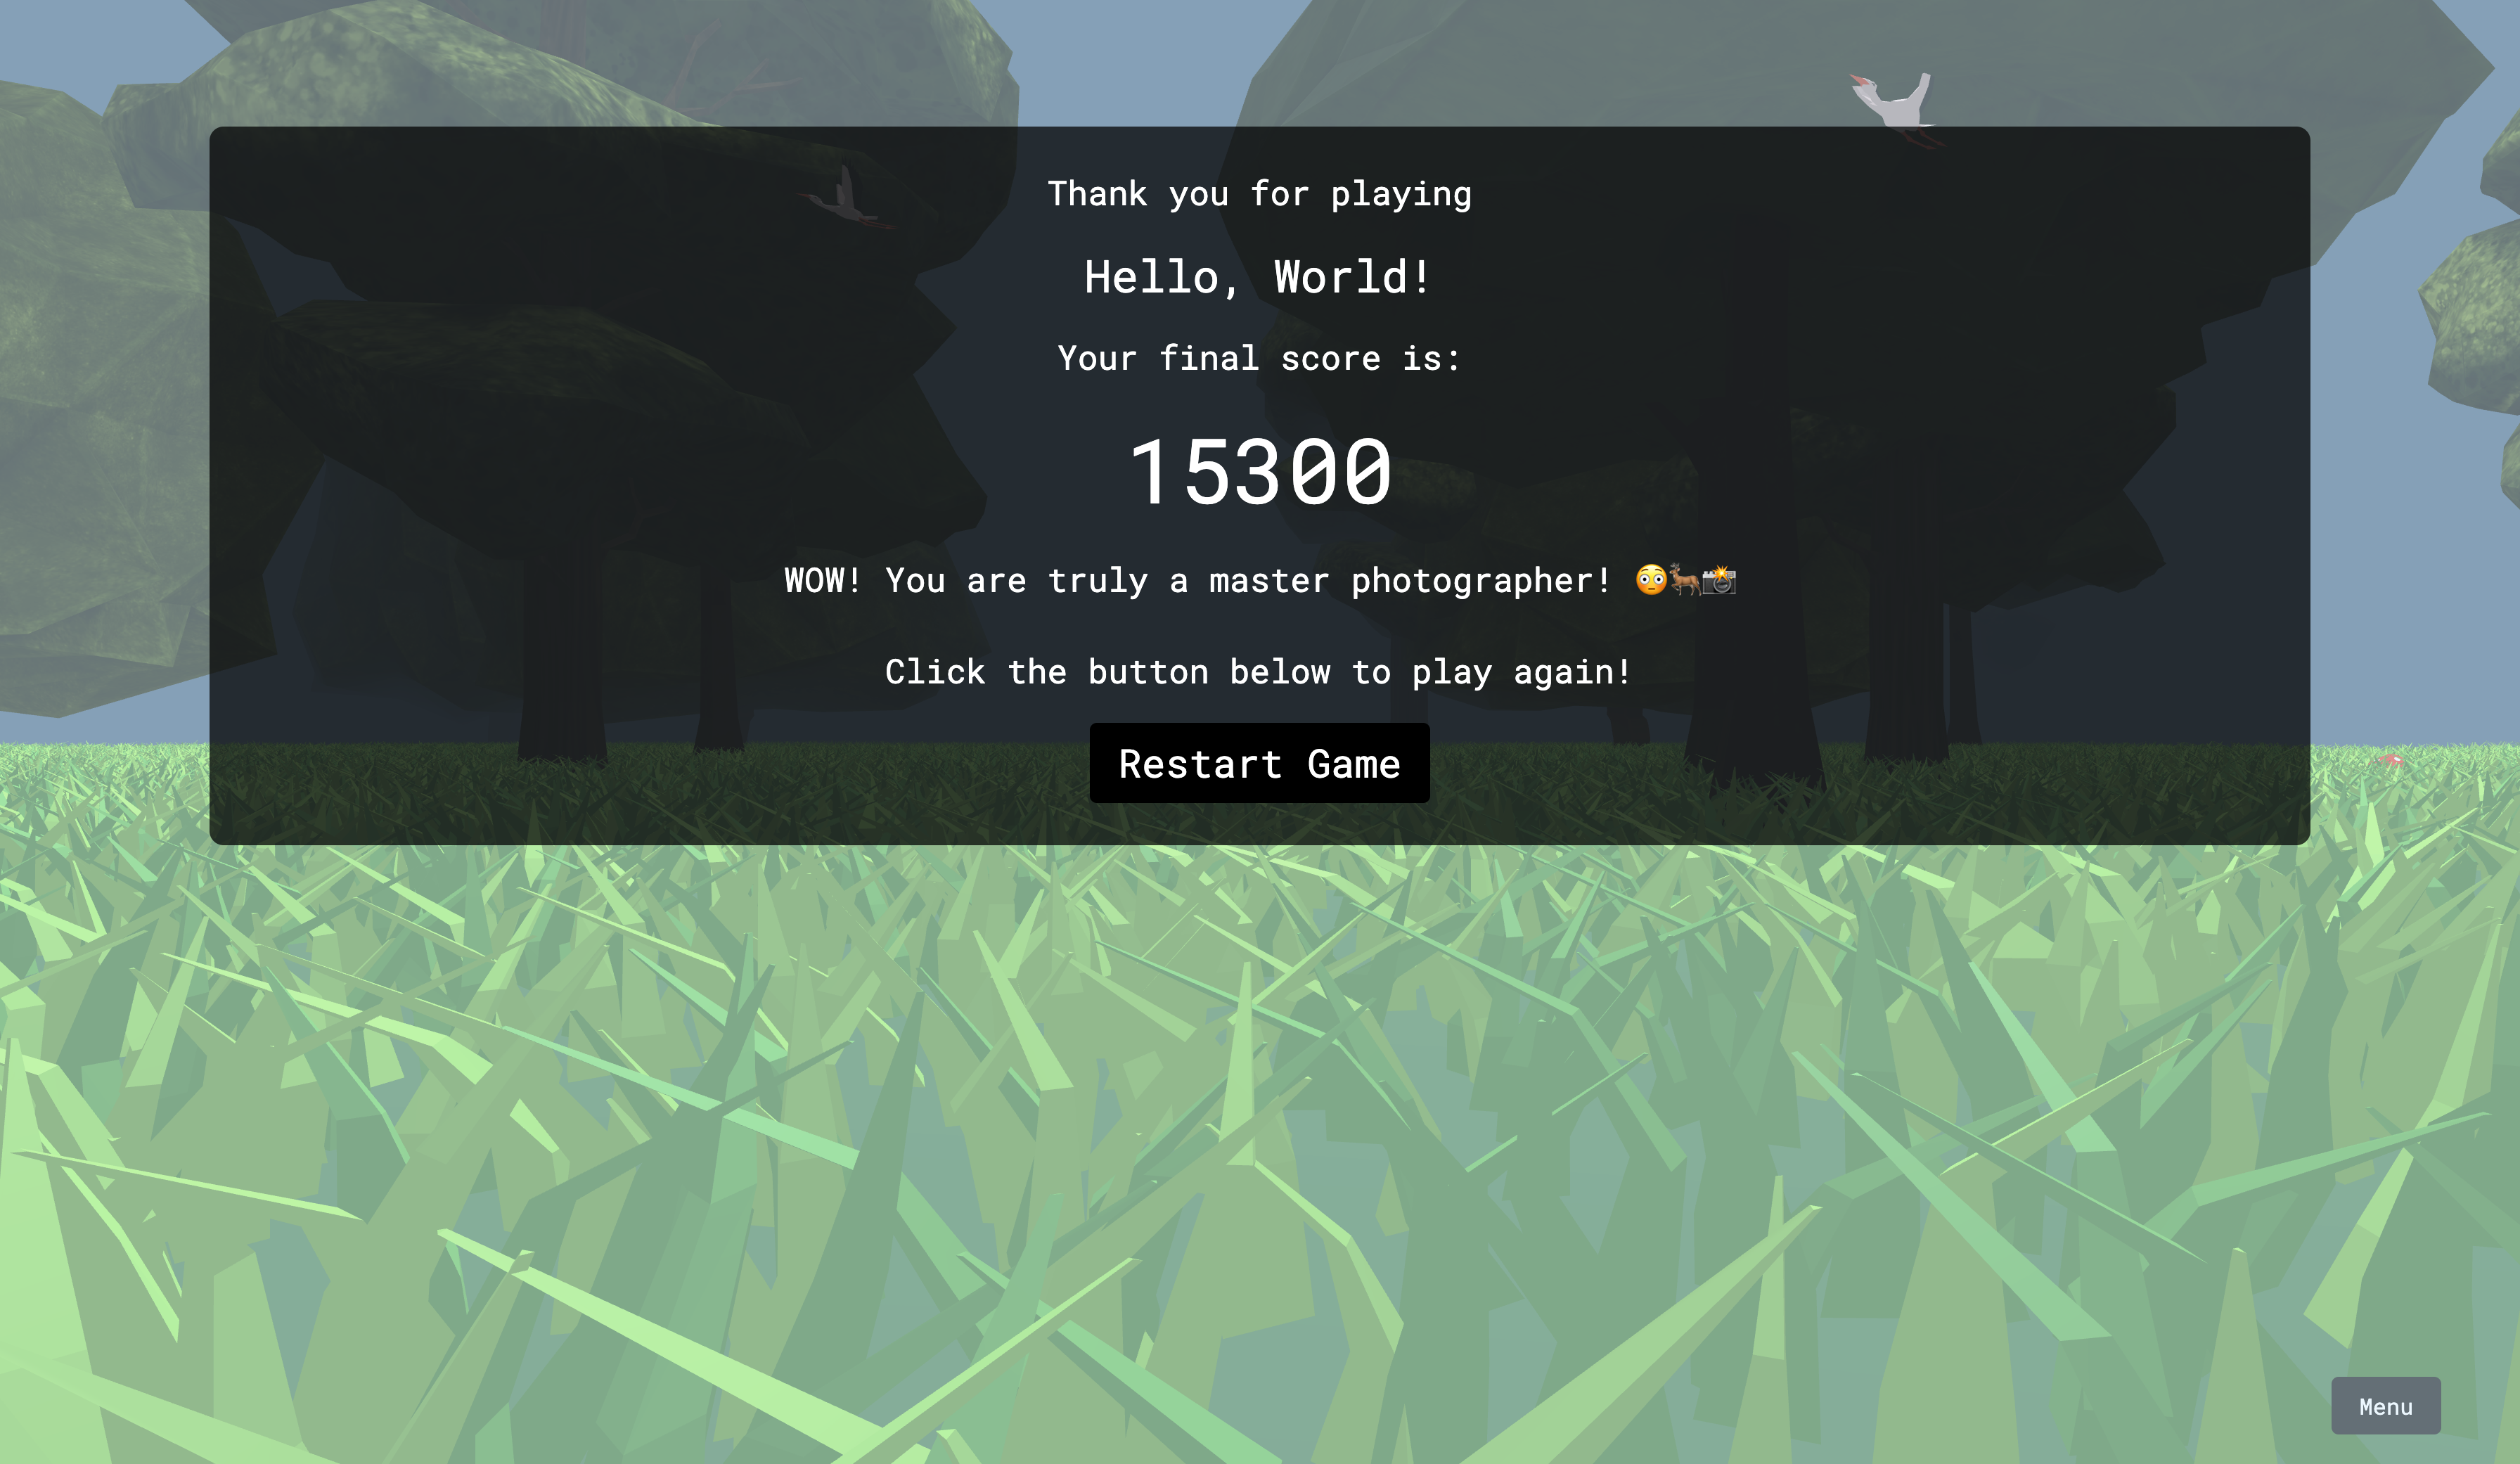 Thank you for playing
Hello, World!
Your final score is:
15300
WOW! You are truly a master photographer! 😳🦌📸
Click the button below to play again!
Restart Game
Menu